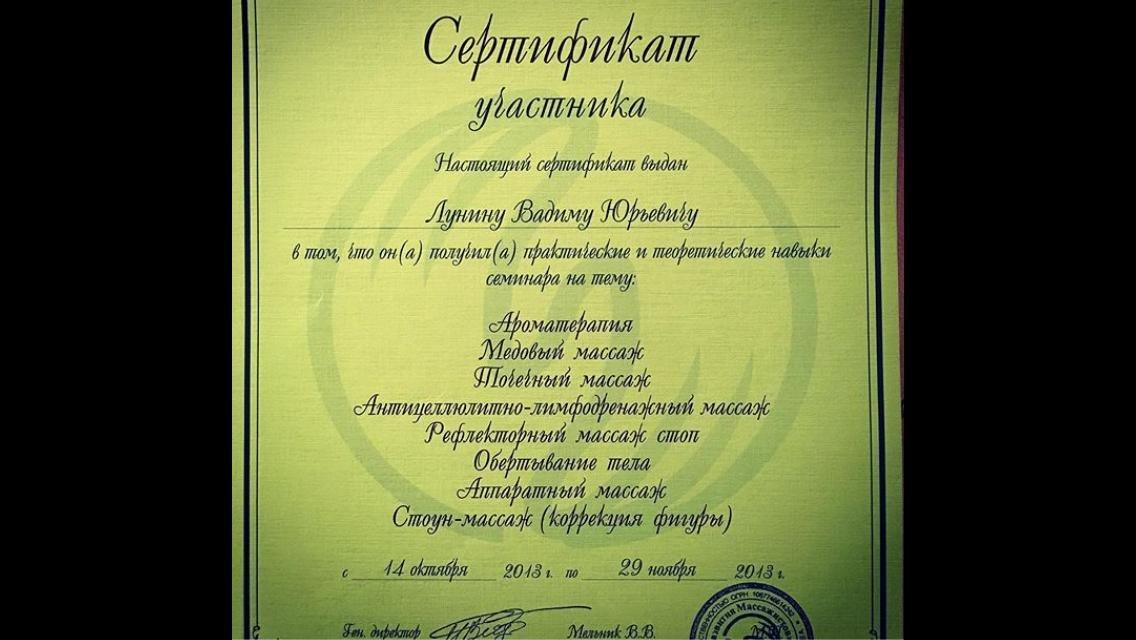 Сертификат
участника
Настоящий сертификат выдан
Лунину Вадиму Юрьевичу
в том, что он(а) получил(а) практические и теоретические навыки
семинара на тему:
Ароматерапия
Медовый массаж
Точечный массаж
Антицеллюлитно-лимфодренажный массаж
Рефлекторный массаж стоп
Обертывание тела
Аппаратный массаж
Стоун-массаж (коррекция фигуры)
с 14 октября 2013 г. по 29 ноября 2013 г.
Ген. директор Мельник В.В.